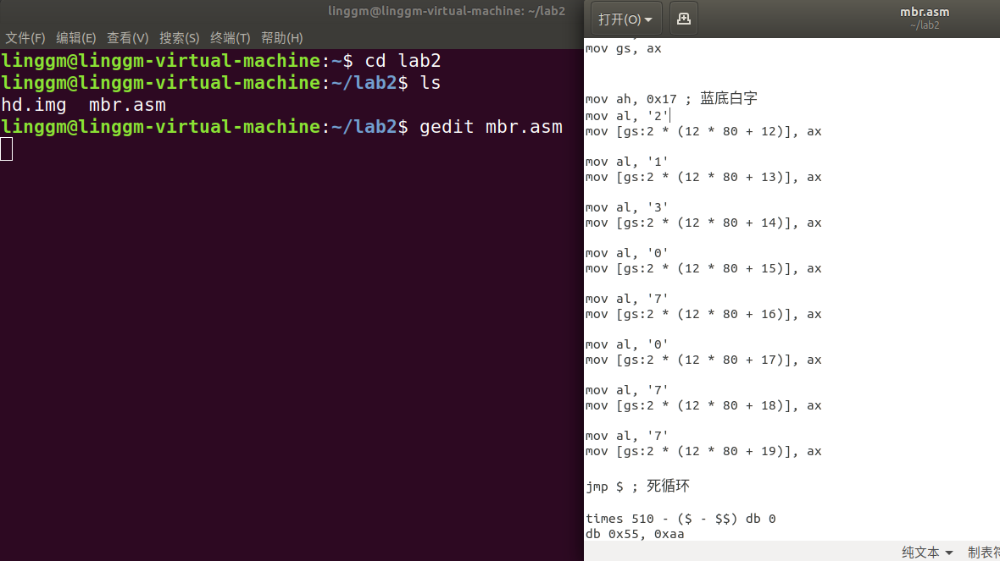 linggm@linggm-virtual-machine: ~/lab2
文件(F) 编辑(E) 查看(V) 搜索(S) 终端(T) 帮助(H)
linggm@linggm-virtual-machine:~$ cd lab2
linggm@linggm-virtual-machine:~/lab2$ ls
hd.img  mbr.asm
linggm@linggm-virtual-machine:~/lab2$ gedit mbr.asm
打开(O)
mbr.asm
~/lab2
mov gs, ax
mov ah, 0x17 ; 蓝底白字
mov al, '2'
mov [gs:2 * (12 * 80 + 12)], ax
mov al, '1'
mov [gs:2 * (12 * 80 + 13)], ax
mov al, '3'
mov [gs:2 * (12 * 80 + 14)], ax
mov al, '0'
mov [gs:2 * (12 * 80 + 15)], ax
mov al, '7'
mov [gs:2 * (12 * 80 + 16)], ax
mov al, '0'
mov [gs:2 * (12 * 80 + 17)], ax
mov al, '7'
mov [gs:2 * (12 * 80 + 18)], ax
mov al, '7'
mov [gs:2 * (12 * 80 + 19)], ax
jmp $ ; 死循环
times 510 - ($ - $$) db 0
db 0x55, 0xaa
纯文本 制表